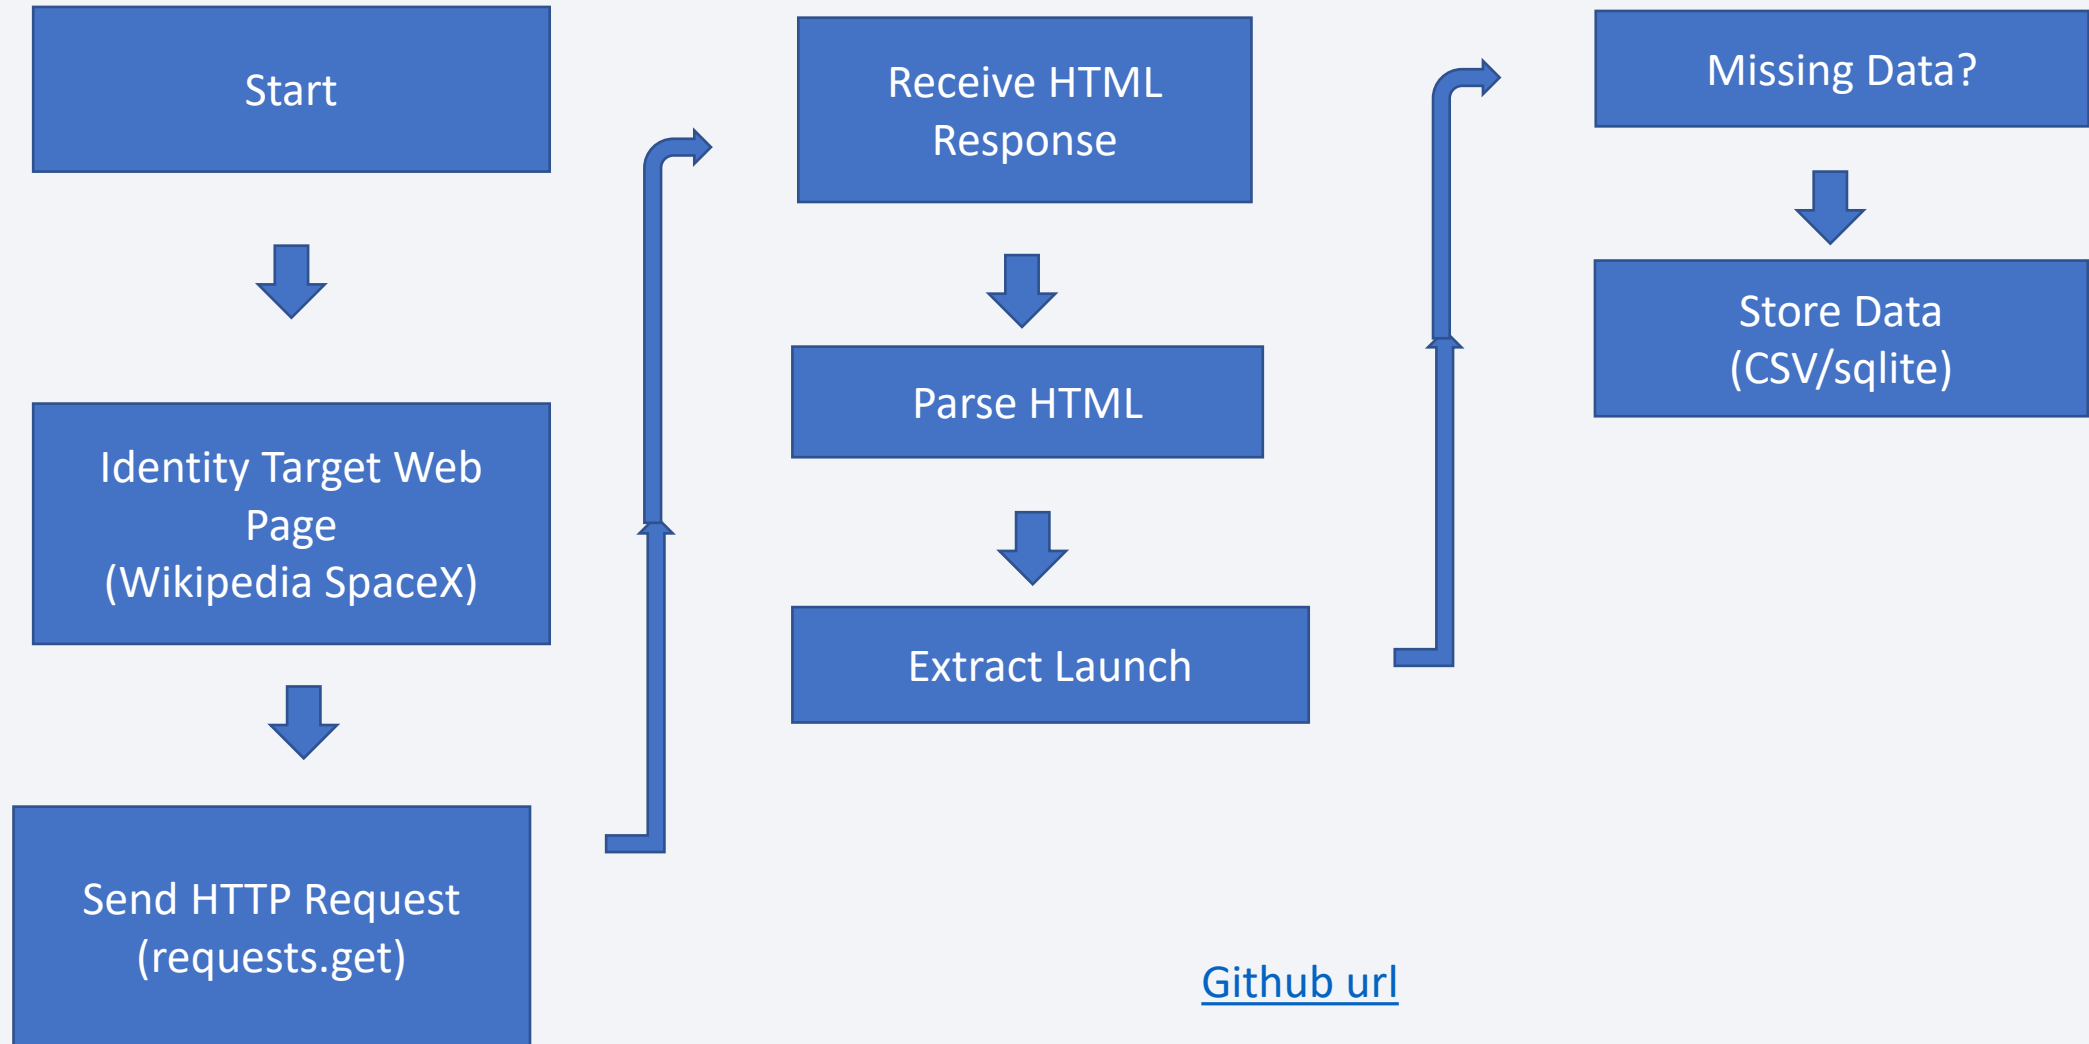 Start
Identity Target Web
Page
(Wikipedia SpaceX)
Send HTTP Request
(requests.get)
Receive HTML
Response
Parse HTML
Extract Launch
Missing Data?
Store Data
(CSV/sqlite)
Github url